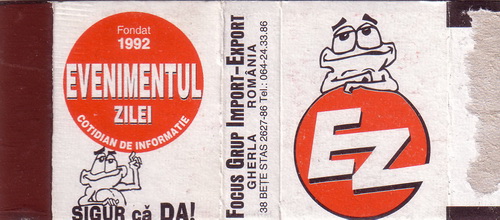 Fondat
1992
EVENIMENTUL
ZILEI
COTIDIAN DE INFORMATIE
SIGUR că DA!
FOCUS GRUP IMPORT-EXPORT
GHERLA ROMÂNIA
38 BETE STAS 2627-86 Tel.: 064-24.33.86
EZ